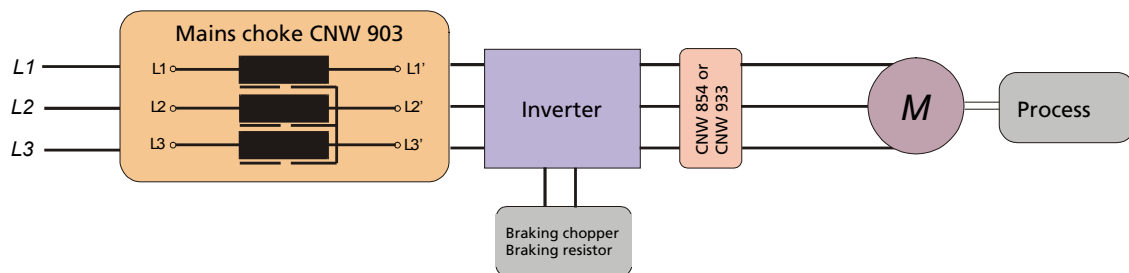 Mains choke CNW 903
L1
L1
L1'
L2
L2
L2'
L3
L3
L3'
Inverter
CNW 854 or
CNW 933
M
Process
Braking chopper
Braking resistor